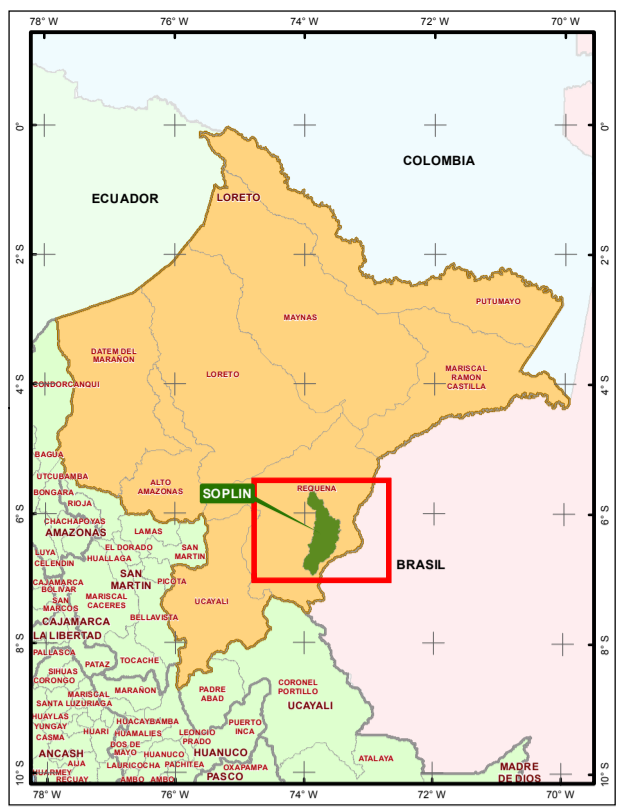 78° W 76° W 74° W 72° W 70° W
0°
0°
COLOMBIA
ECUADOR
LORETO
2° S
2° S
PUTUMAYO
MAYNAS
DATEM DEL
MARAÑON
LORETO
MARISCAL
RAMON
CASTILLA
4° S
4° S
CONDORCANQUI
BAGUA
UTCUBAMBA
BONGARA
RIOJA
ALTO
AMAZONAS
SOPLIN
REQUENA
6° S
6° S
CHACHAPOYAS
AMAZONAS
LAMAS
EL DORADO
SAN
MARTIN
LUYA
HUALLAGA
CELENDIN
BRASIL
SAN
MARTIN
PICOTA
CAJAMARCA
BOLIVAR
SAN
MARCOS
MARISCAL
CACERES
UCAYALI
BELLAVISTA
CAJAMARCA
LA LIBERTAD
8° S
8° S
PALLASCA
PATAZ
TOCACHE
SIHUAS
CORONGO
MARISCAL
LUZURIAGA
MARAÑON
PADRE
ABAD
CORONEL
PORTILLO
UCAYALI
SANTA
HUAYLAS
YUNGAY
CASMA
HUARI
HUACAYBAMBA
HUAMALIES
LEONCIO
PRADO
PUERTO
INCA
DOS DE
MAYO
HUANUCO
HUANUCO
ANCASH
AIJA
LAURICOCHA
PACHITEA
OXAPAMPA
ATALAYA
MADRE
DE DIOS
HUARMEY
RECUAY
AMBO
AMBO
PASCO
10° S
10° S
78° W 76° W 74° W 72° W 70° W